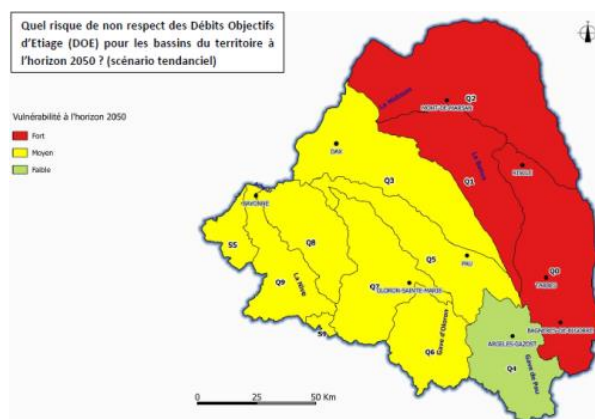 Quel risque de non respect des Débits Objectifs
d'Etiage (DOE) pour les bassins du territoire à
l'horizon 2050 ? (scénario tendanciel)
Vulnérabilité à l'horizon 2050
Fort
Moyen
Faible
Le Midouze
Q2
MONT-DE-MARSAN
DAX
Q1
Q3
BAYONNE
S5
Q8
Q5
PAU
Q0
TARBES
Q9
La Nive
Q7
OLORON-SAINTE-MARIE
BAGNERES-DE-BIGORRE
Gave d'Oloron
ARGELES-GAZOST
Q6
Q4
Gave de Pau
0 25 50 Km